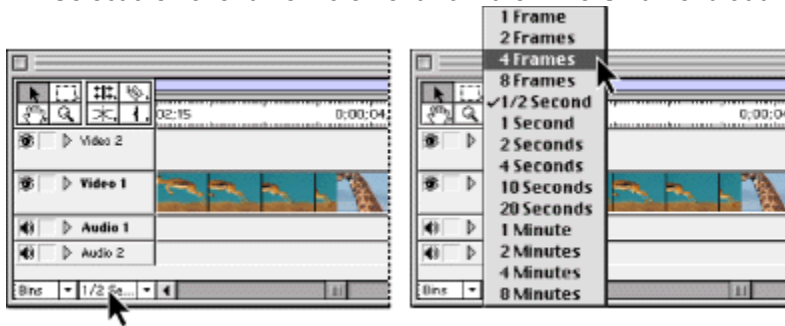 02:15
Video 2
Video 1
Audio 1
Audio 2
Bins
1/2 Se...
0;00;04
1 Frame
2 Frames
4 Frames
8 Frames
✓1/2 Second
1 Second
2 Seconds
4 Seconds
10 Seconds
20 Seconds
1 Minute
2 Minutes
4 Minutes
8 Minutes
0;00;04
Bins